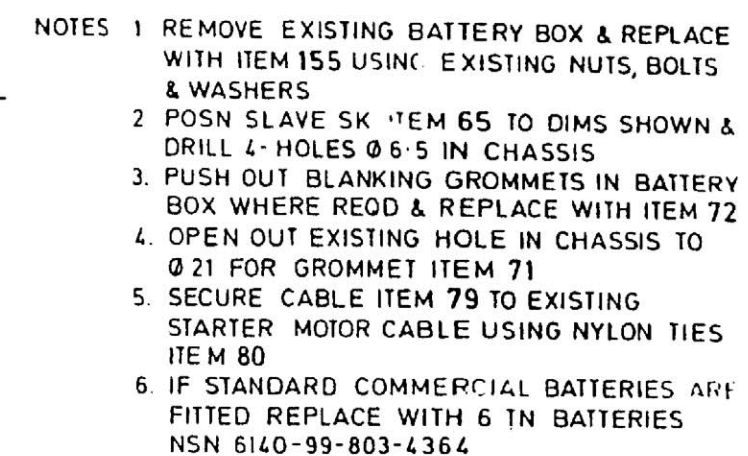 NOTES 1 REMOVE EXISTING BATTERY BOX & REPLACE
WITH ITEM 155 USING EXISTING NUTS, BOLTS
& WASHERS
2 POSN SLAVE SK ITEM 65 TO DIMS SHOWN &
DRILL 4-HOLES Ø 6·5 IN CHASSIS
3. PUSH OUT BLANKING GROMMETS IN BATTERY
BOX WHERE REQD & REPLACE WITH ITEM 72
4. OPEN OUT EXISTING HOLE IN CHASSIS TO
Ø 21 FOR GROMMET ITEM 71
5. SECURE CABLE ITEM 79 TO EXISTING
STARTER MOTOR CABLE USING NYLON TIES
ITEM 80
6. IF STANDARD COMMERCIAL BATTERIES ARE
FITTED REPLACE WITH 6 TN BATTERIES
NSN 6140-99-803-4364